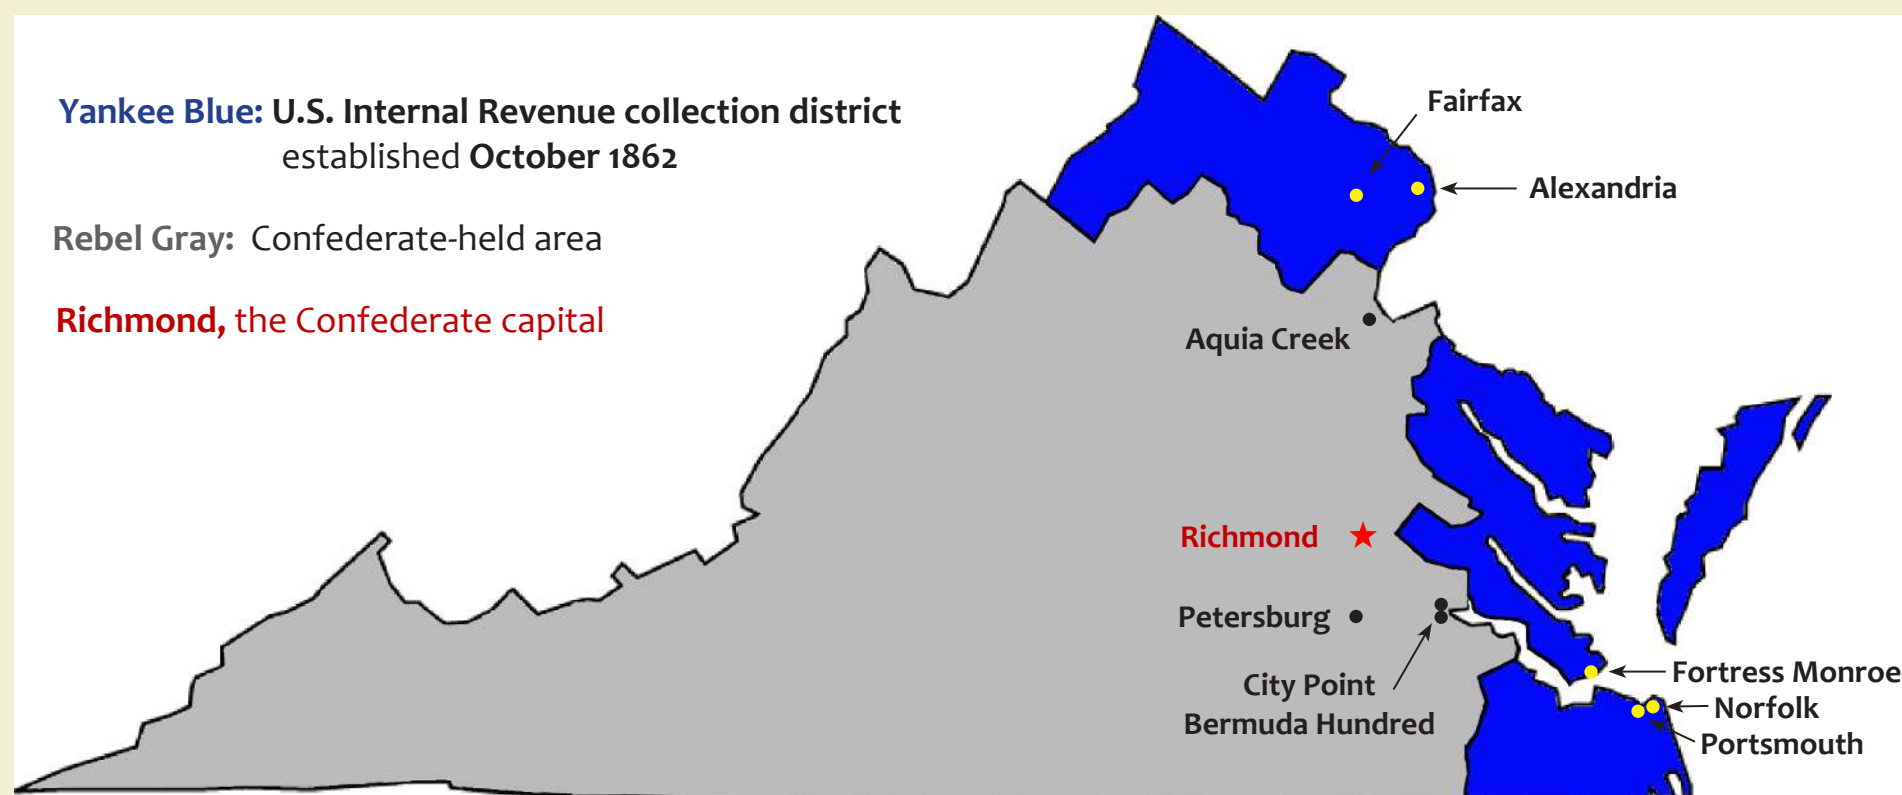 Yankee Blue: U.S. Internal Revenue collection district
established October 1862
Rebel Gray: Confederate-held area
Richmond, the Confederate capital
Fairfax
Alexandria
Aquia Creek
Richmond
Petersburg
City Point
Bermuda Hundred
Fortress Monroe
Norfolk
Portsmouth